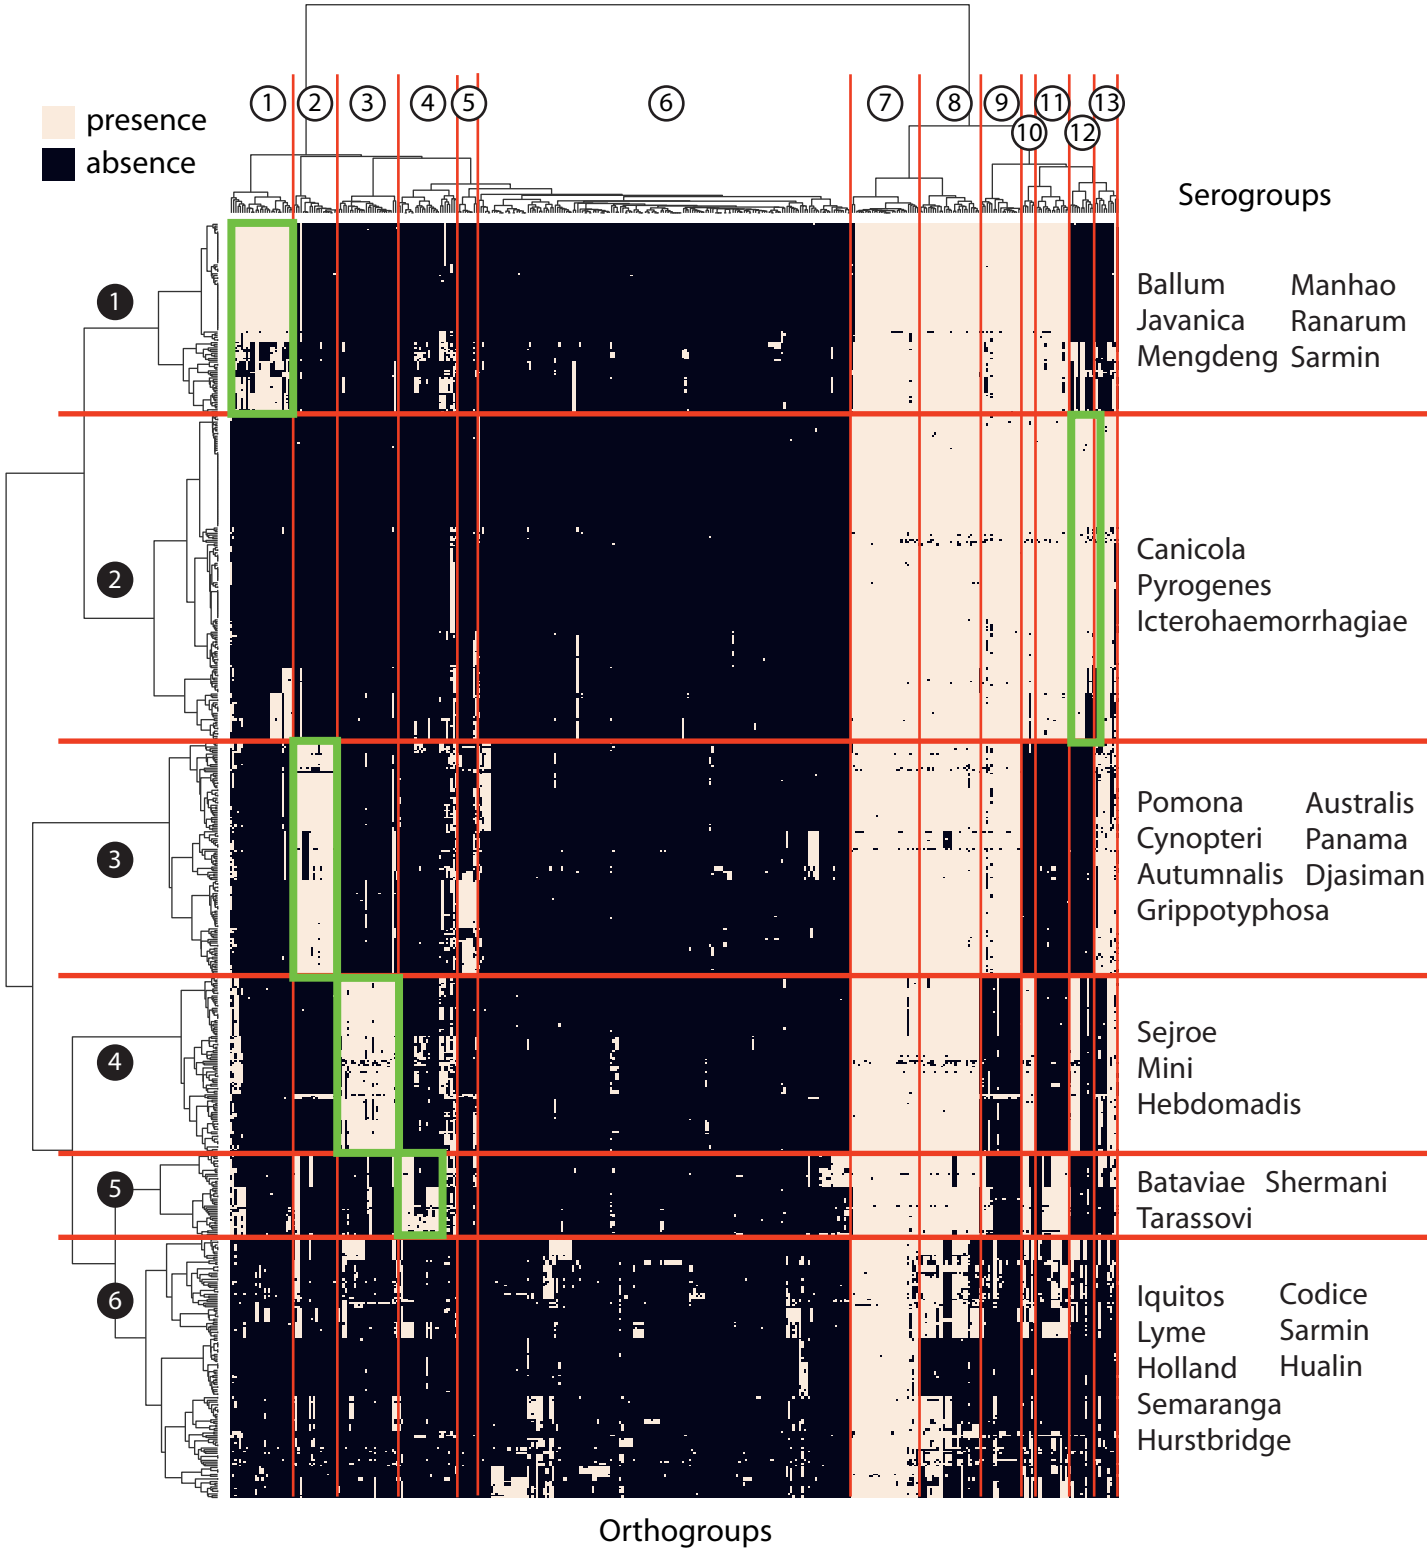 1 2 3 4 5 6 7 8 9 11 13
10 12
presence
absence
Serogroups
1
Ballum Manhao
Javanica Ranarum
Mengdeng Sarmin
2
Canicola
Pyrogenes
Icterohaemorrhagiae
3
Pomona Australis
Cynopteri Panama
Autumnalis Djasiman
Grippotyphosa
4
Sejroe
Mini
Hebdomadis
5
Bataviae Shermani
Tarassovi
6
Iquitos Codice
Lyme Sarmin
Holland Hualin
Semaranga
Hurstbridge
Orthogroups